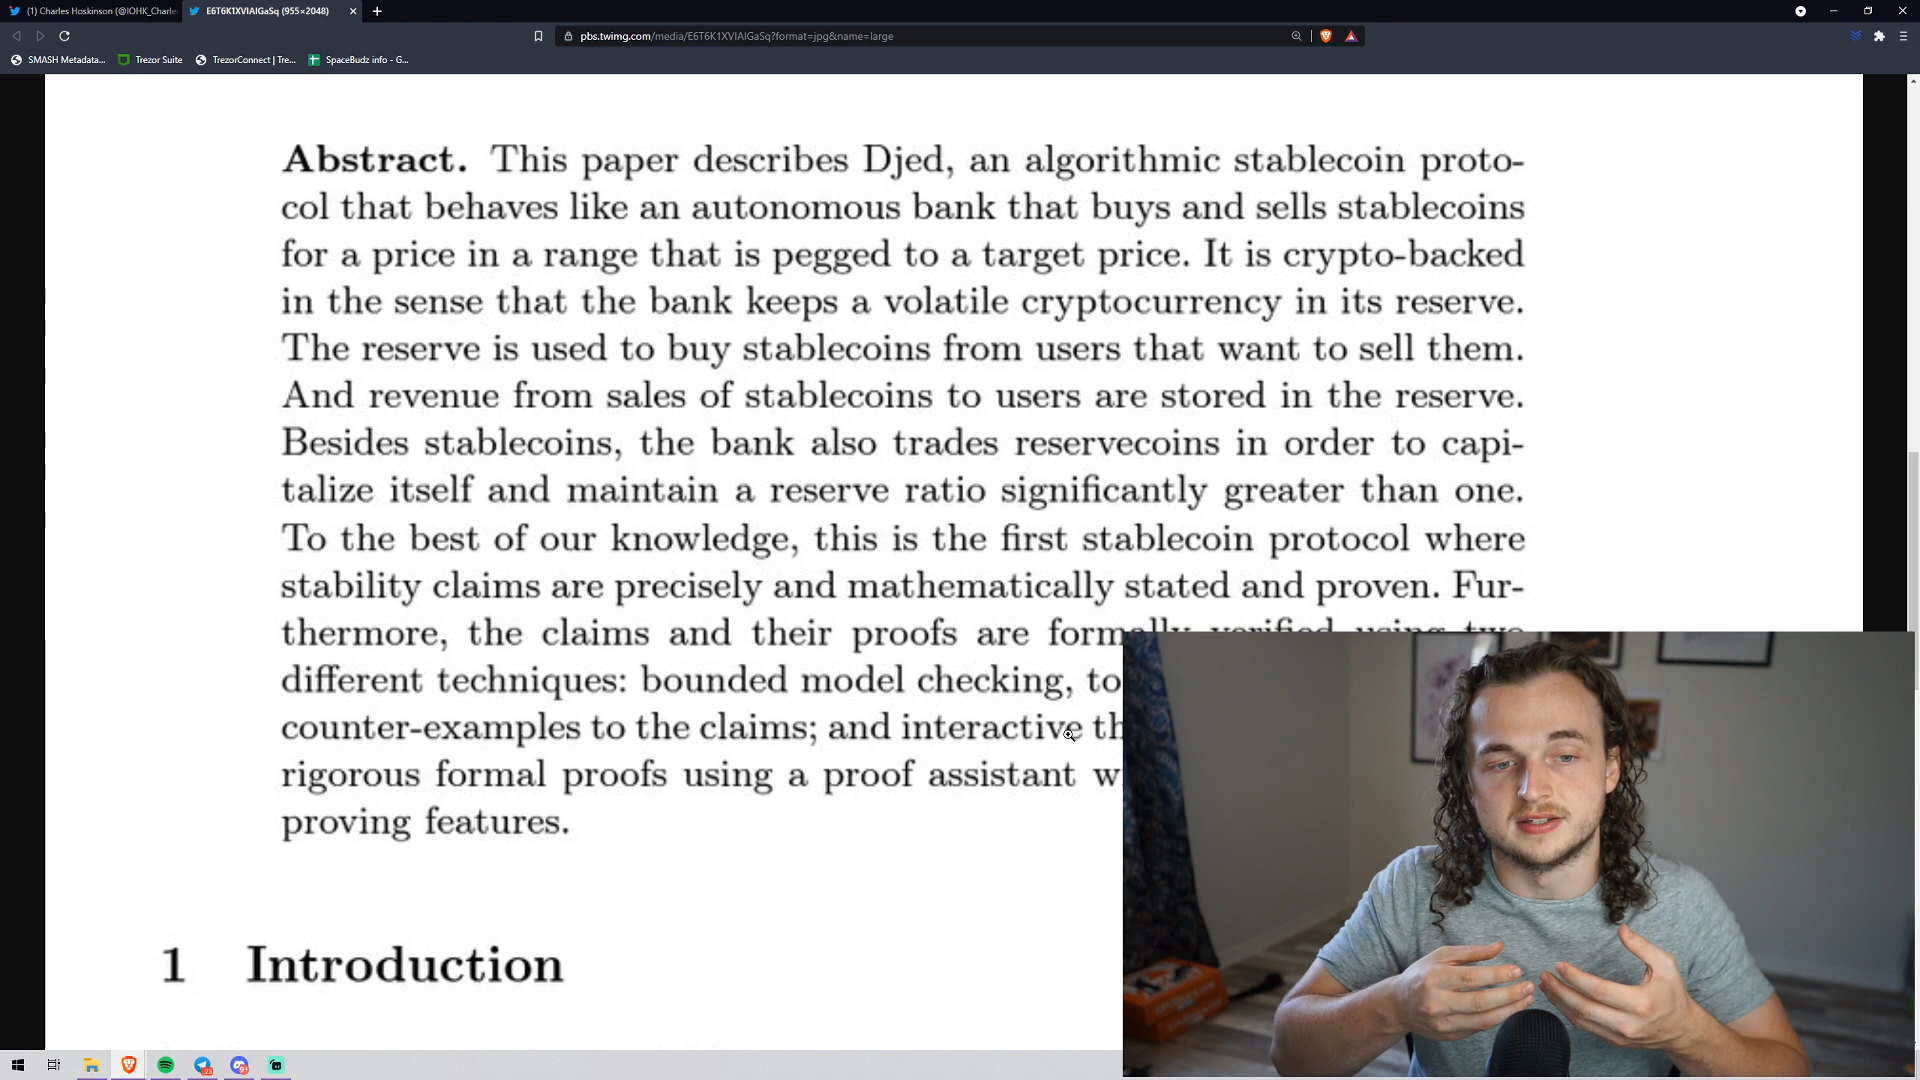 (1) Charles Hoskinson (@IOHK_Charle
E6T6K1XVIAIGaSq (955×2048)
pbs.twimg.com/media/E6T6K1XVIAIGaSq?format=jpg&name=large
SMASH Metadata...
Trezor Suite
TrezorConnect | Tre...
SpaceBudz info - G...
Abstract. This paper describes Djed, an algorithmic stablecoin proto-
col that behaves like an autonomous bank that buys and sells stablecoins
for a price in a range that is pegged to a target price. It is crypto-backed
in the sense that the bank keeps a volatile cryptocurrency in its reserve.
The reserve is used to buy stablecoins from users that want to sell them.
And revenue from sales of stablecoins to users are stored in the reserve.
Besides stablecoins, the bank also trades reservecoins in order to capi-
talize itself and maintain a reserve ratio significantly greater than one.
To the best of our knowledge, this is the first stablecoin protocol where
stability claims are precisely and mathematically stated and proven. Fur-
thermore, the claims and their proofs are formally verified using two
different techniques: bounded model checking, to
counter-examples to the claims; and interactive th
rigorous formal proofs using a proof assistant w
proving features.
1 Introduction